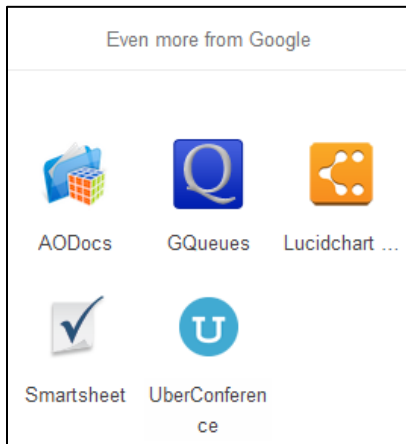 Even more from Google
Q
AODocs GQueues Lucidchart ...
U
Smartsheet UberConferen
ce